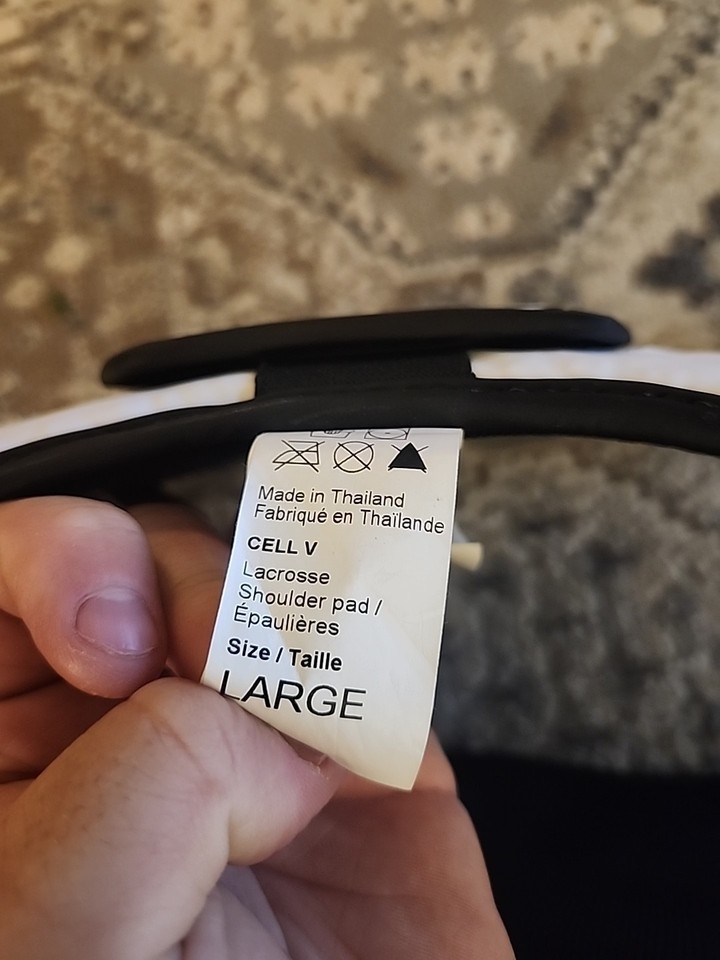 Made in Thailand
Fabriqué en Thaïlande
CELL V
Lacrosse
Shoulder pad /
Épaulières
Size / Taille
LARGE